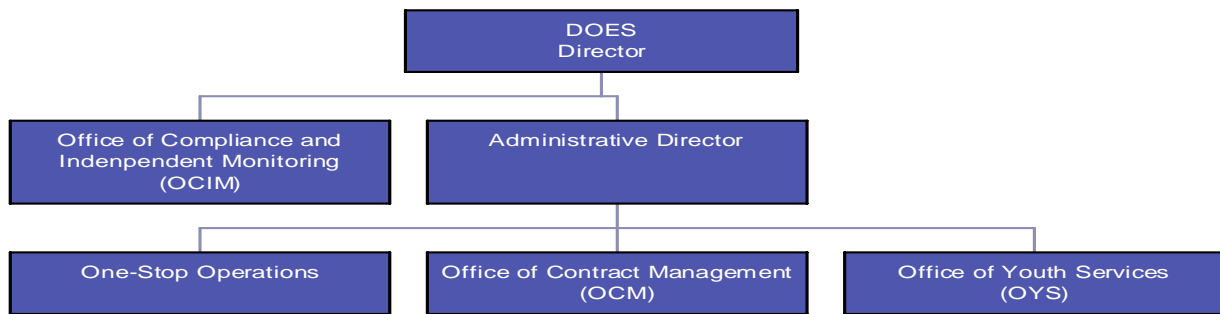 DOES
Director
Office of Compliance and
Indenpendent Monitoring
(OCIM)
Administrative Director
One-Stop Operations
Office of Contract Management
(OCM)
Office of Youth Services
(OYS)